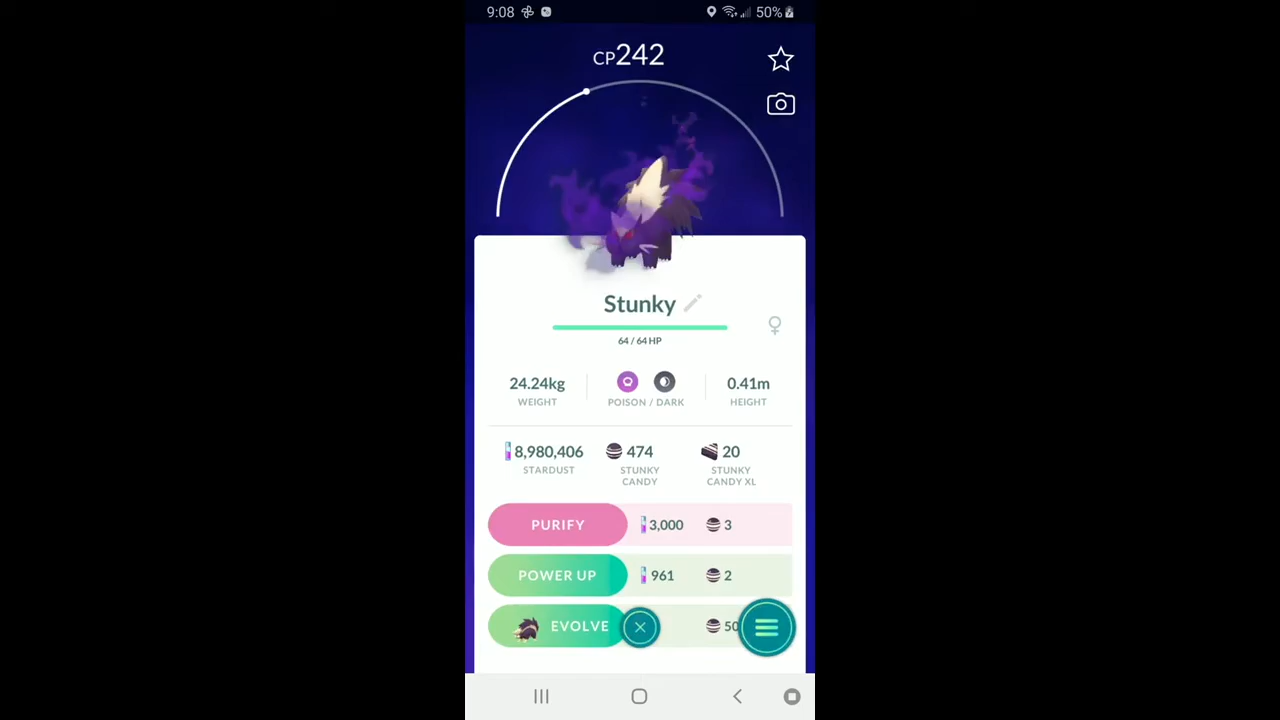 9:08 50%
CP242
Stunky
64 / 64 HP
24.24kg 0.41m
WEIGHT POISON / DARK HEIGHT
8,980,406 474 20
STARDUST STUNKY STUNKY
CANDY CANDY XL
PURIFY 3,000 3
POWER UP 961 2
EVOLVE 50